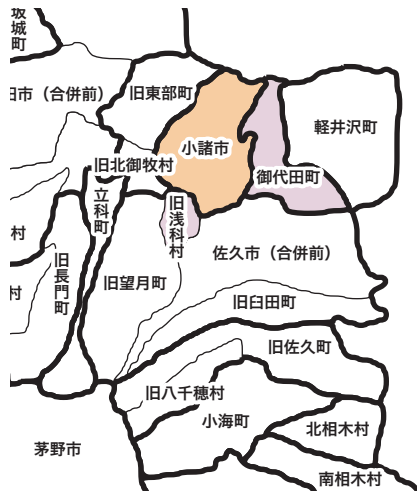 坂城町
旧市（合併前）
旧東部町
小諸市
軽井沢町
御代田町
旧北御牧村
立科町
旧浅科村
佐久市（合併前）
村
旧長門町
旧望月町
村
旧臼田町
旧佐久町
旧八千穂村
小海町
北相木村
茅野市
南相木村